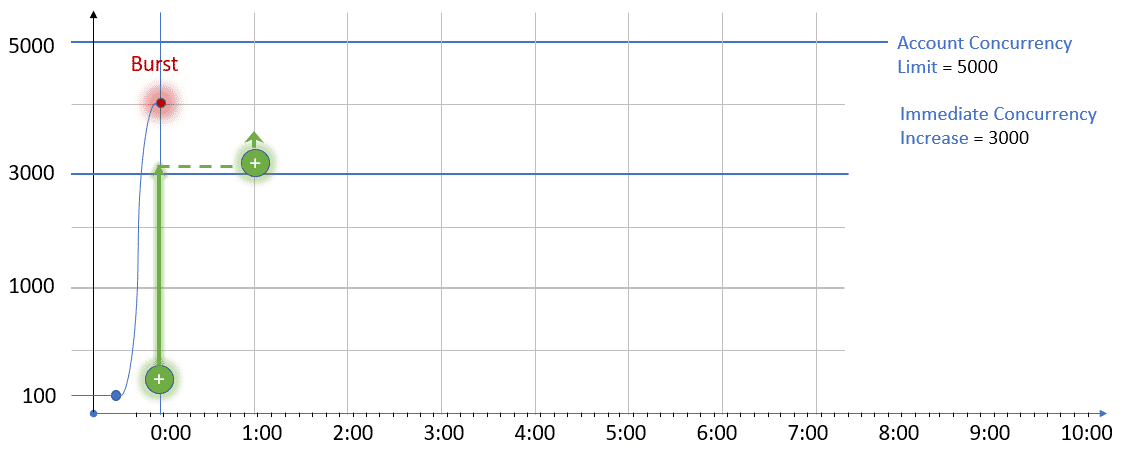 5000
Burst
Account Concurrency
Limit = 5000
Immediate Concurrency
Increase = 3000
+
3000
1000
+
100
0:00 1:00 2:00 3:00 4:00 5:00 6:00 7:00 8:00 9:00 10:00